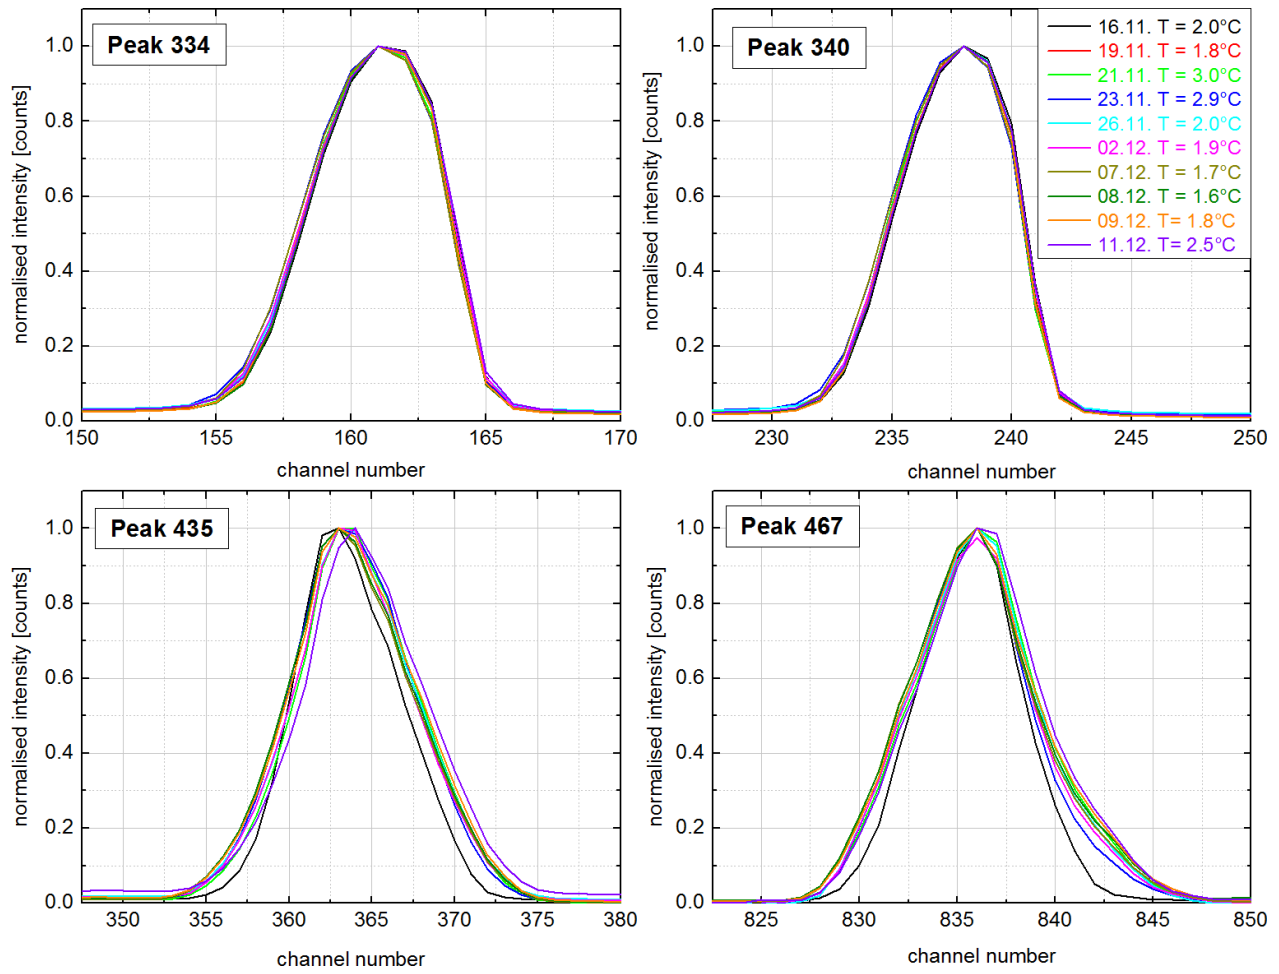 Peak 334
normalised intensity [counts]
1.0
0.8
0.6
0.4
0.2
0.0
150 155 160 165 170
channel number
Peak 340
normalised intensity [counts]
1.0
0.8
0.6
0.4
0.2
0.0
230 235 240 245 250
channel number
16.11. T = 2.0°C
19.11. T = 1.8°C
21.11. T = 3.0°C
23.11. T = 2.9°C
26.11. T = 2.0°C
02.12. T = 1.9°C
07.12. T = 1.7°C
08.12. T = 1.6°C
09.12. T = 1.8°C
11.12. T = 2.5°C
Peak 435
normalised intensity [counts]
1.0
0.8
0.6
0.4
0.2
0.0
350 355 360 365 370 375 380
channel number
Peak 467
normalised intensity [counts]
1.0
0.8
0.6
0.4
0.2
0.0
825 830 835 840 845 850
channel number